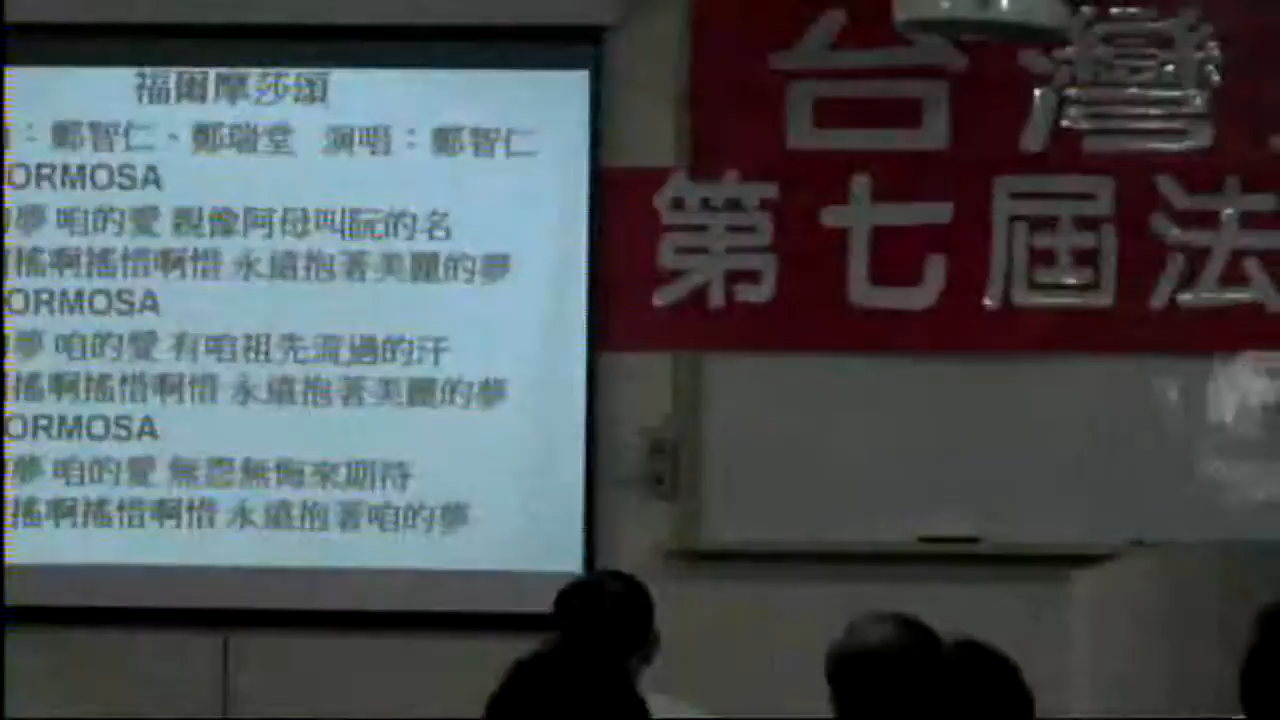 福爾摩莎頌
：鄭智仁、鄭瑞堂 演唱：鄭智仁
ORMOSA
夢 咱的愛 親像阿母叫阮的名
搖啊搖惜啊惜 永遠抱著美麗的夢
ORMOSA
夢 咱的愛 有咱祖先流過的汗
搖啊搖惜啊惜 永遠抱著美麗的夢
ORMOSA
夢 咱的愛 無怨無悔來期待
搖啊搖惜啊惜 永遠抱著咱的夢
台灣
第七屆法